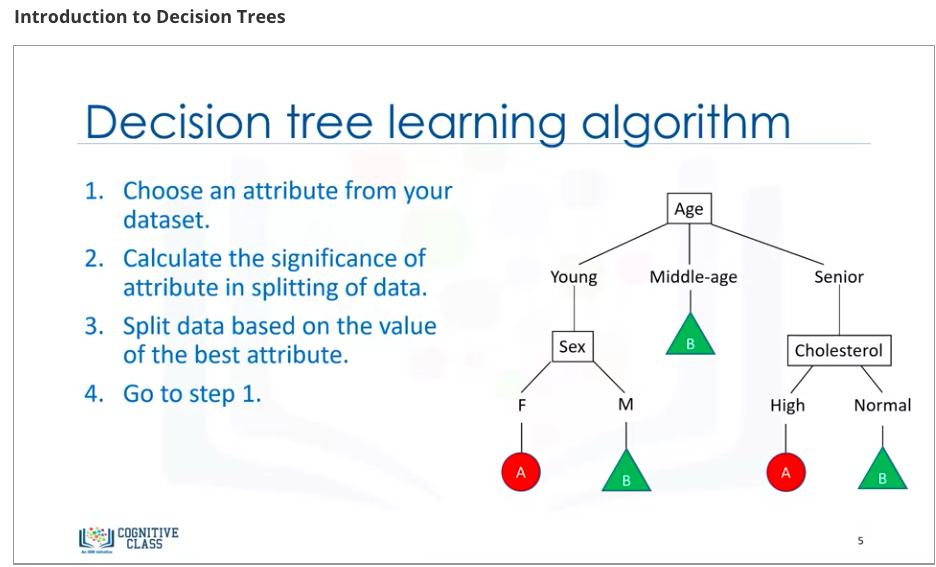 Introduction to Decision Trees
Decision tree learning algorithm
1. Choose an attribute from your
dataset.
2. Calculate the significance of
attribute in splitting of data.
3. Split data based on the value
of the best attribute.
4. Go to step 1.
Age
Young Middle-age Senior
B
Sex
Cholesterol
F M High Normal
A B A B
COGNITIVE
CLASS
An IBM Initiative
5